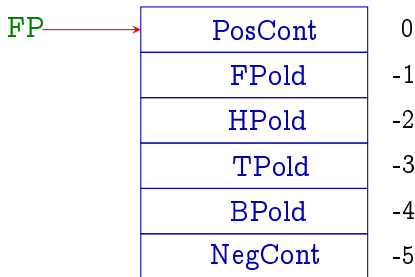 FP PosCont 0
FPold -1
HPold -2
TPold -3
BPold -4
NegCont -5